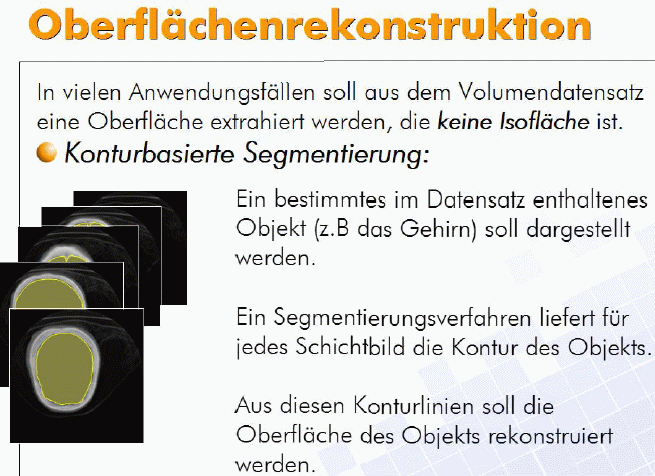 Oberflächenrekonstruktion
In vielen Anwendungsfällen soll aus dem Volumendatensatz
eine Oberfläche extrahiert werden, die keine Isofläche ist.
Konturbasierte Segmentierung:
Ein bestimmtes im Datensatz enthaltenes
Objekt (z.B das Gehirn) soll dargestellt
werden.
Ein Segmentierungsverfahren liefert für
jedes Schichtbild die Kontur des Objekts.
Aus diesen Konturlinien soll die
Oberfläche des Objekts rekonstruiert
werden.